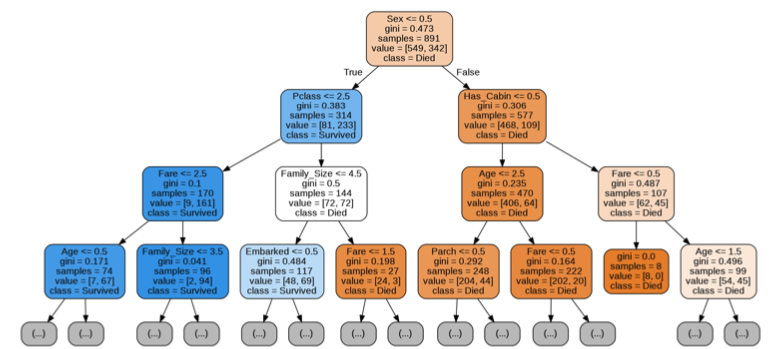 Sex <= 0.5
gini = 0.473
samples = 891
value = [549, 342]
class = Died
True
False
Pclass <= 2.5
gini = 0.383
samples = 314
value = [81, 233]
class = Survived
Has_Cabin <= 0.5
gini = 0.306
samples = 577
value = [468, 109]
class = Died
Fare <= 2.5
gini = 0.1
samples = 170
value = [9, 161]
class = Survived
Family_Size <= 4.5
gini = 0.5
samples = 144
value = [72, 72]
class = Died
Age <= 2.5
gini = 0.235
samples = 470
value = [406, 64]
class = Died
Fare <= 0.5
gini = 0.487
samples = 107
value = [62, 45]
class = Died
Age <= 0.5
gini = 0.171
samples = 74
value = [7, 67]
class = Survived
Family_Size <= 3.5
gini = 0.041
samples = 96
value = [2, 94]
class = Survived
Embarked <= 0.5
gini = 0.484
samples = 117
value = [48, 69]
class = Survived
Fare <= 1.5
gini = 0.198
samples = 27
value = [24, 3]
class = Died
Parch <= 0.5
gini = 0.292
samples = 248
value = [204, 44]
class = Died
Fare <= 0.5
gini = 0.164
samples = 222
value = [202, 20]
class = Died
gini = 0.0
samples = 8
value = [8, 0]
class = Died
Age <= 1.5
gini = 0.496
samples = 99
value = [54, 45]
class = Died
(...)
(...)
(...)
(...)
(...)
(...)
(...)
(...)
(...)
(...)
(...)
(...)
(...)
(...)